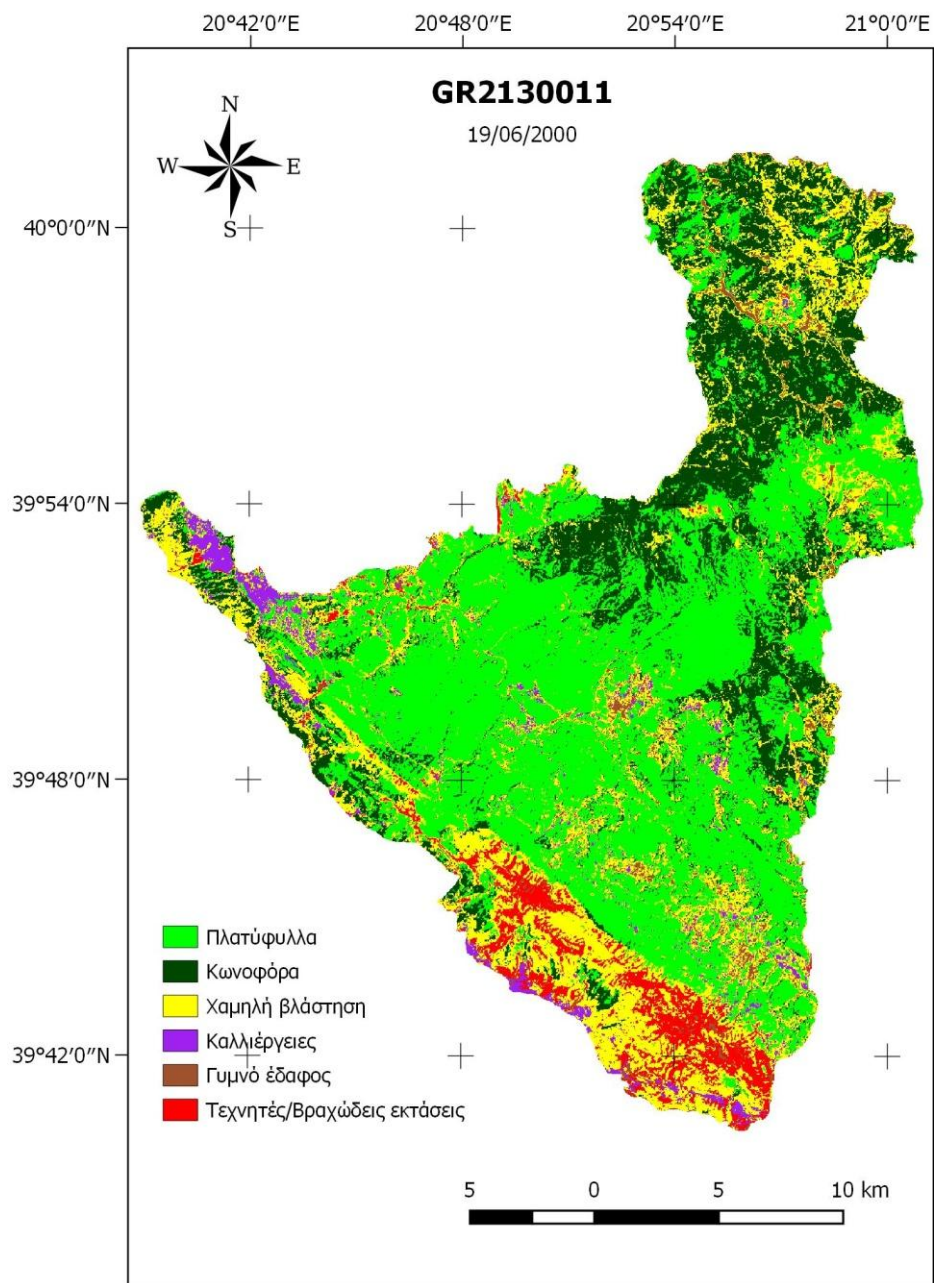 20°42′0″E 20°48′0″E 20°54′0″E 21°0′0″E
GR2130011
19/06/2000
N
W E
S
40°0′0″N
39°54′0″N
39°48′0″N
39°42′0″N
Πλατύφυλλα
Κωνοφόρα
Χαμηλή βλάστηση
Καλλιέργειες
Γυμνό έδαφος
Τεχνητές/Βραχώδεις εκτάσεις
5 0 5 10 km